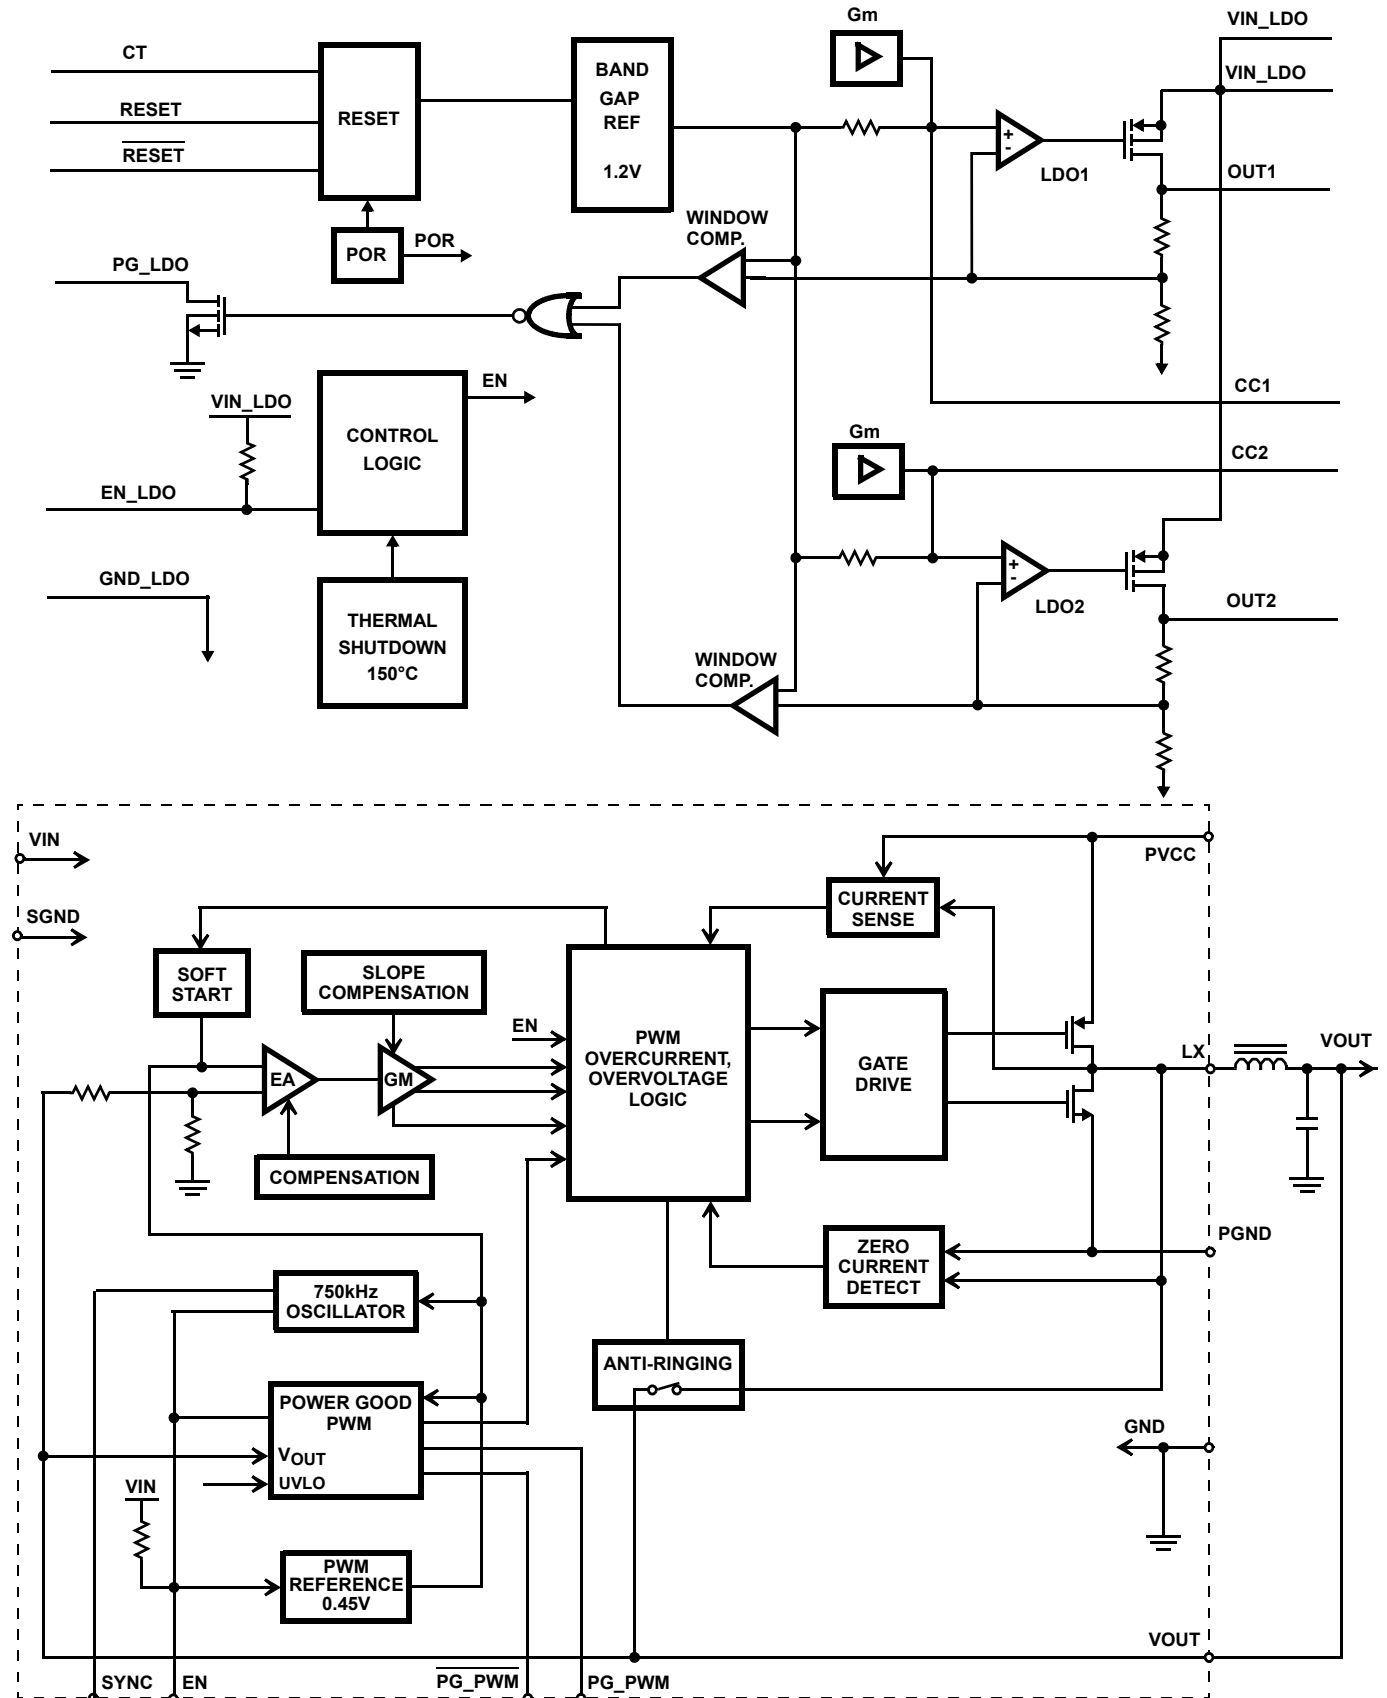 Gm
VIN_LDO
CT
VIN_LDO
BAND
GAP
REF
1.2V
RESET
RESET
RESET
+
-
LDO1
OUT1
WINDOW
COMP.
POR
POR
PG_LDO
EN
VIN_LDO
CC1
CONTROL
LOGIC
Gm
CC2
EN_LDO
GND_LDO
+
-
LDO2
OUT2
THERMAL
SHUTDOWN
150°C
WINDOW
COMP.
VIN
PVCC
CURRENT
SENSE
SGND
SOFT
START
SLOPE
COMPENSATION
EN
PWM
OVERCURRENT,
OVERVOLTAGE
LOGIC
GATE
DRIVE
LX
VOUT
EA
GM
COMPENSATION
PGND
ZERO
CURRENT
DETECT
750kHz
OSCILLATOR
ANTI-RINGING
POWER GOOD
PWM
VOUT
UVLO
GND
VIN
PWM
REFERENCE
0.45V
VOUT
SYNC
EN
PG_PWM
PG_PWM